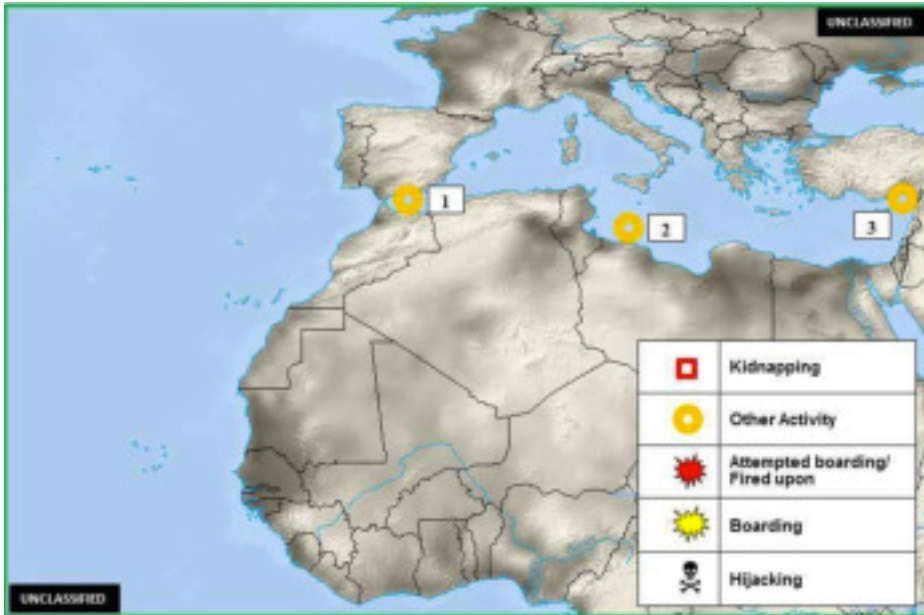 UNCLASSIFIED
1
2
3
Kidnapping
Other Activity
Attempted boarding/
Fired upon
Boarding
Hijacking
UNCLASSIFIED